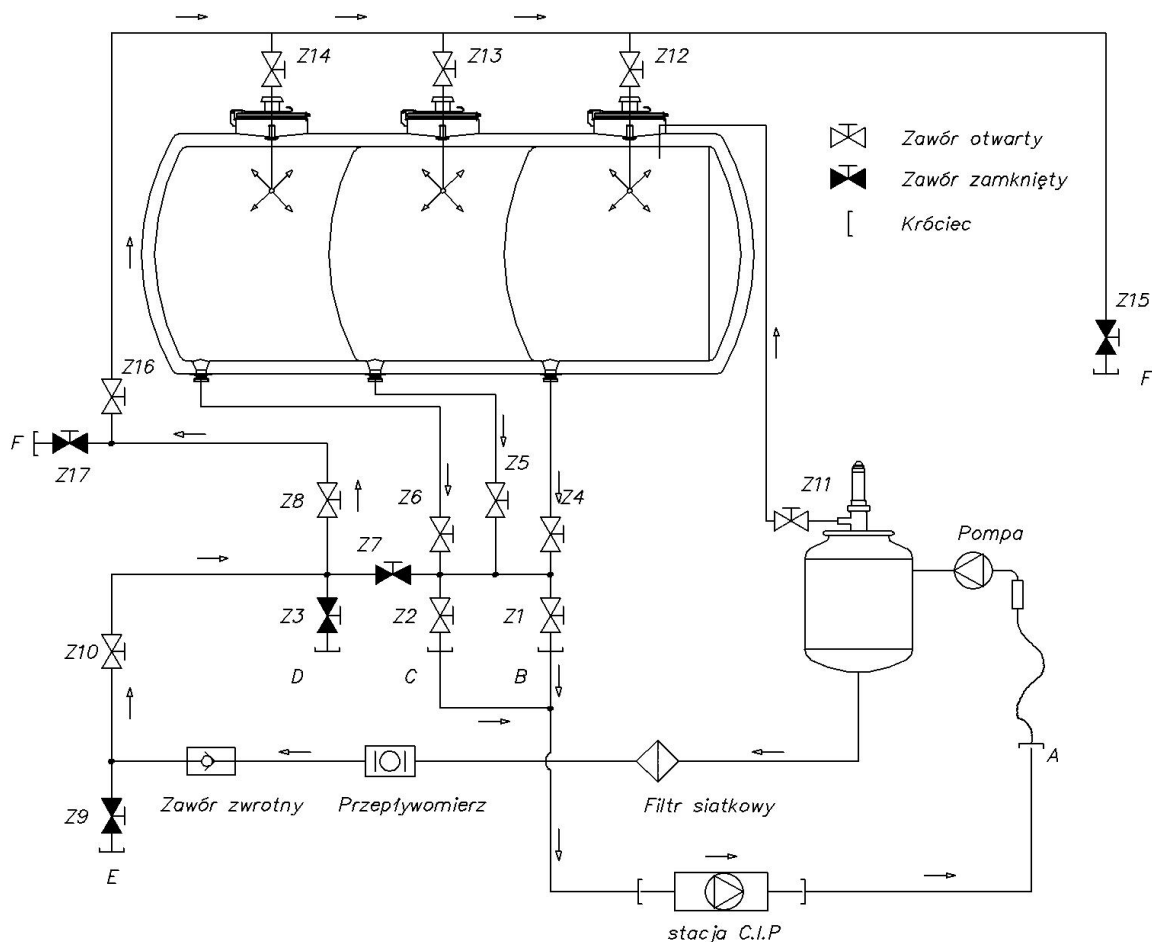 Z14
Z13
Z12
Zawór otwarty
Zawór zamknięty
Króciec
Z15
F
Z16
F
Z17
Z8
Z6
Z5
Z4
Z11
Pompa
Z7
Z3
Z2
Z1
Z10
D
C
B
A
Zawór zwrotny
Przepływomierz
Filtr siatkowy
Z9
E
stacja C.I.P